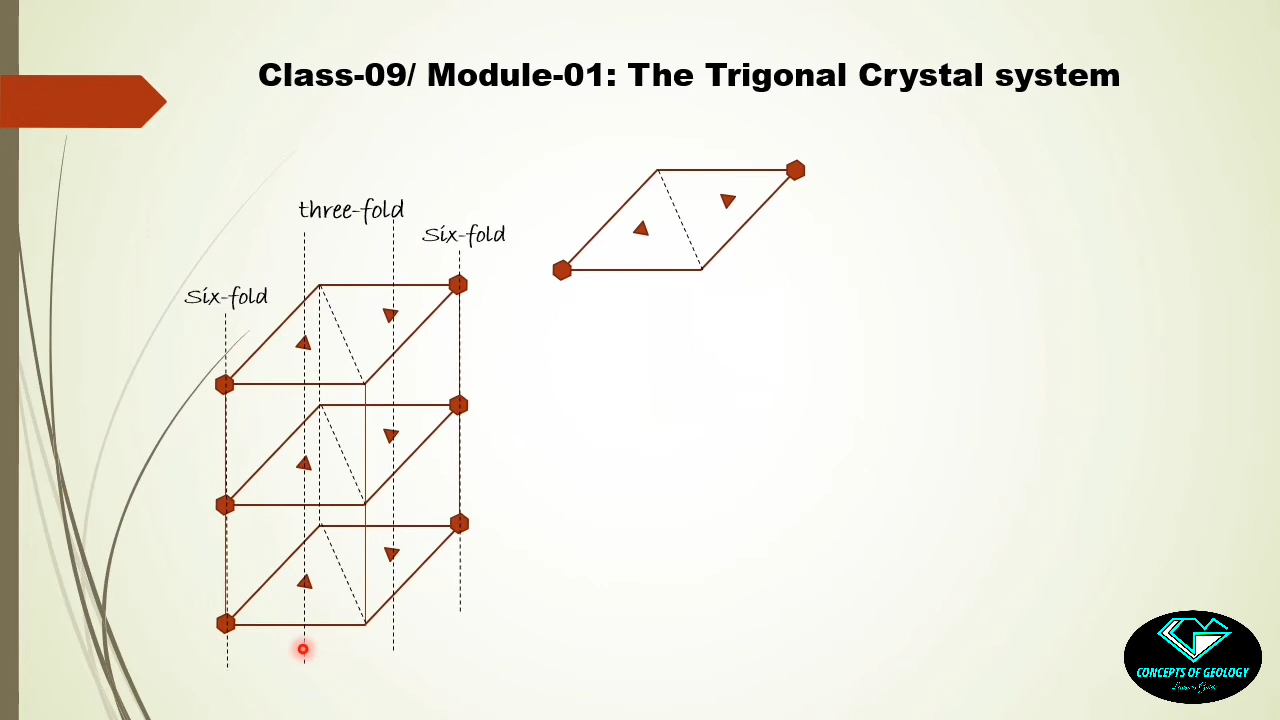 Class-09/ Module-01: The Trigonal Crystal system
three-fold
Six-fold
Six-fold
CONCEPTS OF GEOLOGY